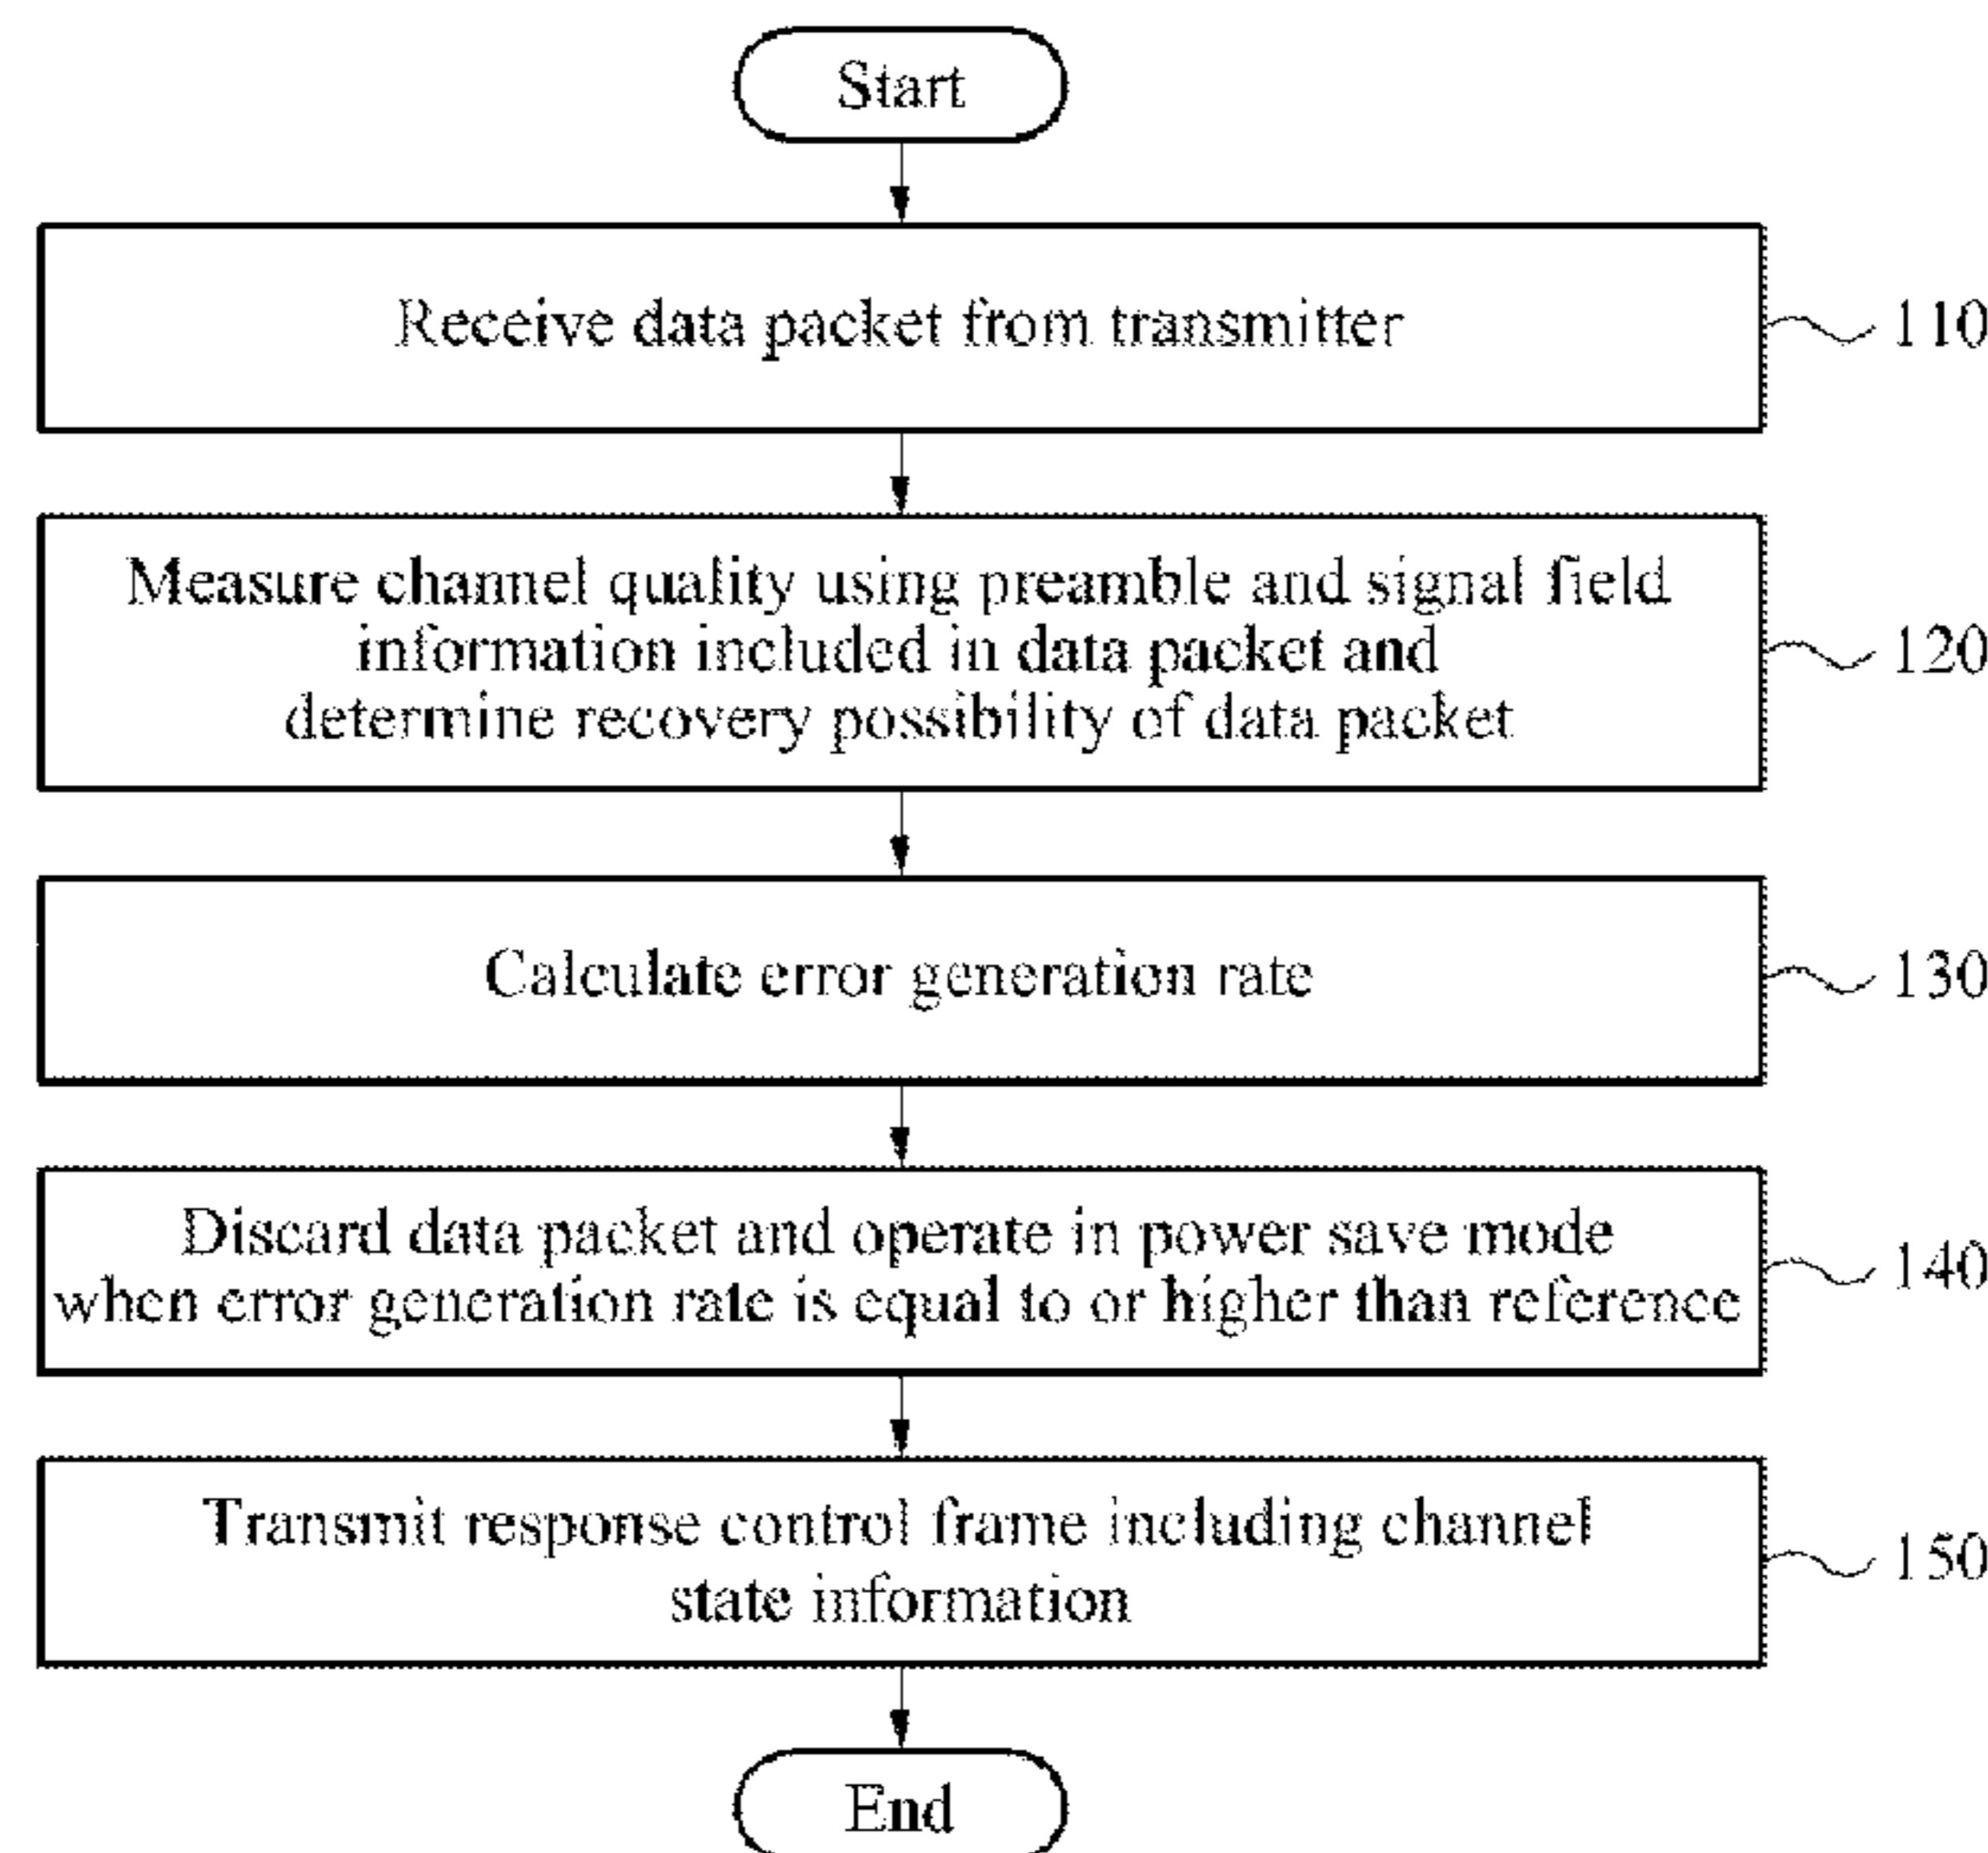 Start
Receive data packet from transmitter
110
Measure channel quality using preamble and signal field
information included in data packet and
determine recovery possibility of data packet
120
Calculate error generation rate
130
Discard data packet and operate in power save mode
when error generation rate is equal to or higher than reference
140
Transmit response control frame including channel
state information
150
End